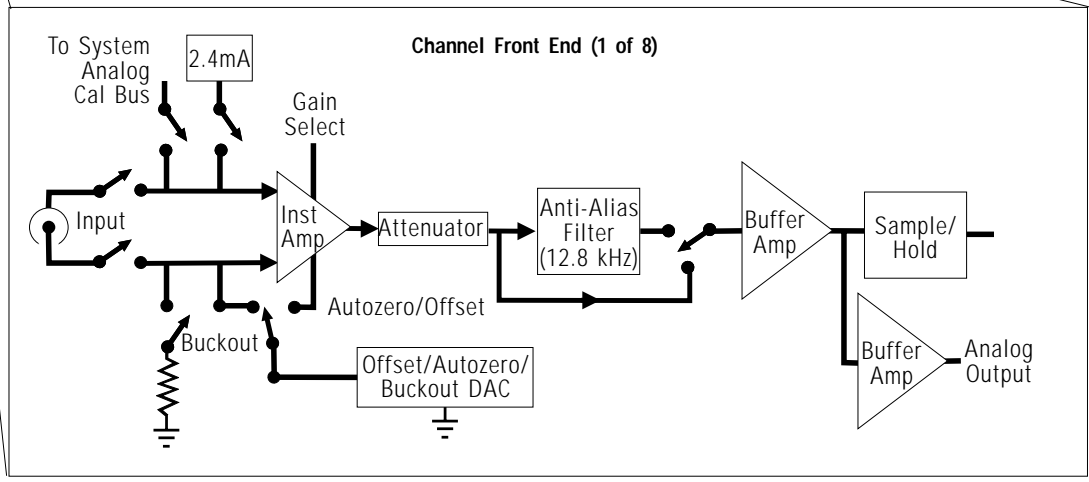 Channel Front End (1 of 8)
To System
Analog
Cal Bus
2.4mA
Gain
Select
Input
Inst
Amp
Attenuator
Anti-Alias
Filter
(12.8 kHz)
Buffer
Amp
Sample/
Hold
Autozero/Offset
Buckout
Offset/Autozero/
Buckout DAC
Buffer
Amp
Analog
Output